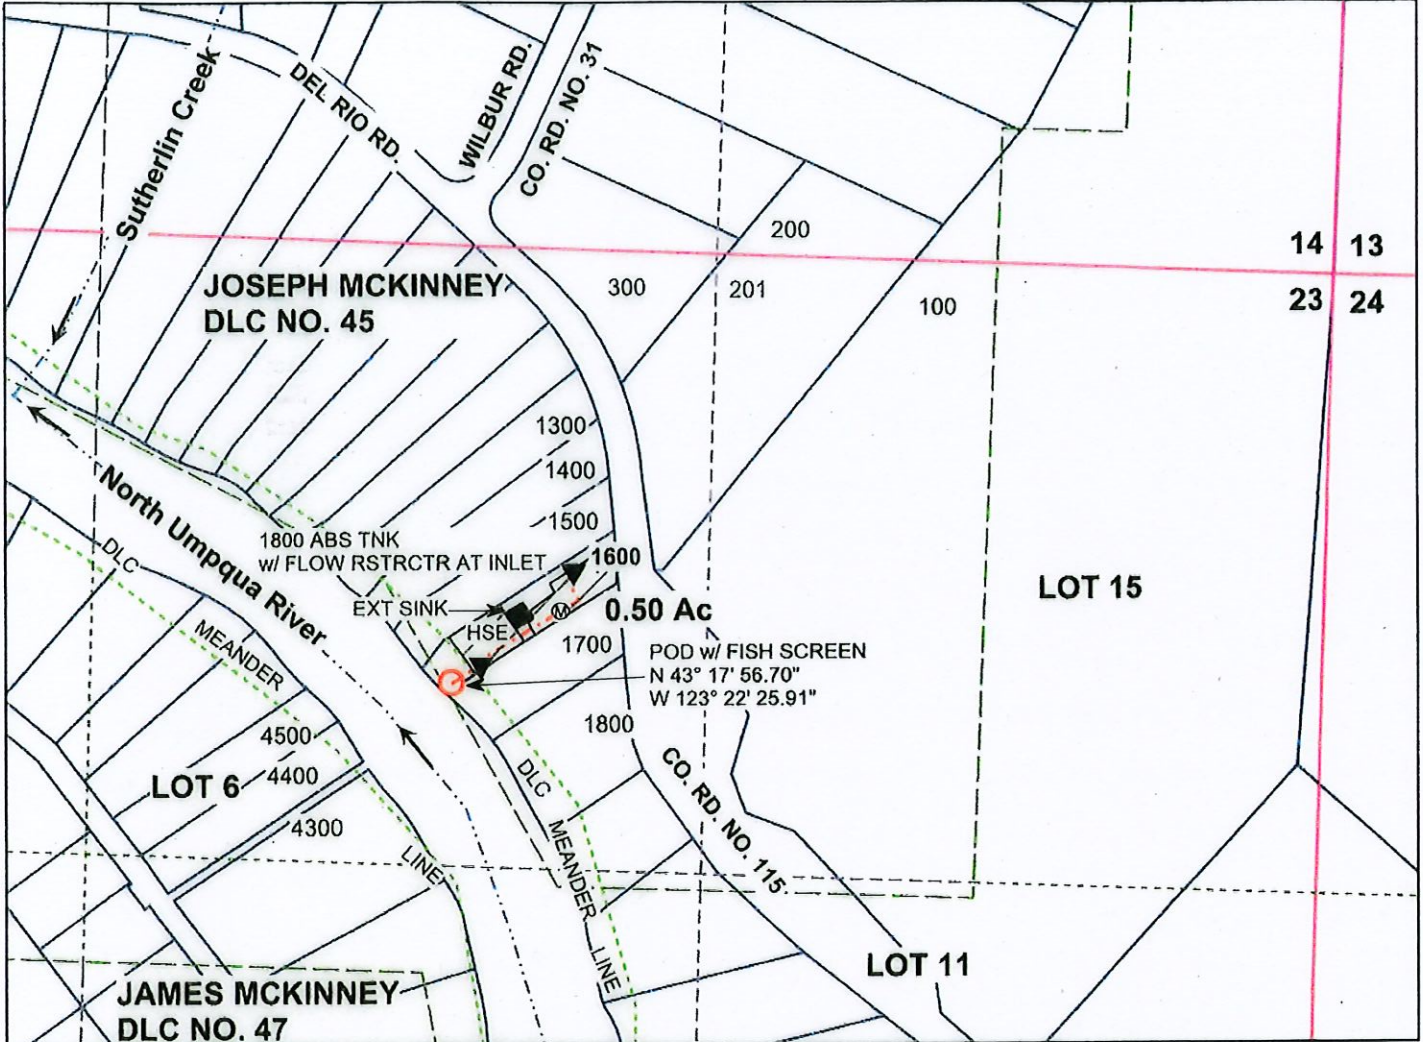 Sutherlin Creek
DEL RIO RD.
WILBUR RD.
CO. RD. NO. 31
200
14 13
23 24
JOSEPH MCKINNEY
DLC NO. 45
300
201
100
1300
1400
1500
1600
North Umpqua River
1800 ABS TNK
w/ FLOW RSTRCTR AT INLET
DLC
MEANDER
LINE
EXT SINK
HSE
M
0.50 Ac
1700
POD w/ FISH SCREEN
N 43° 17' 56.70"
W 123° 22' 25.91"
LOT 15
1800
4500
4400
LOT 6
4300
DLC
MEANDER
LINE
CO. RD. NO. 115
LOT 11
JAMES MCKINNEY
DLC NO. 47